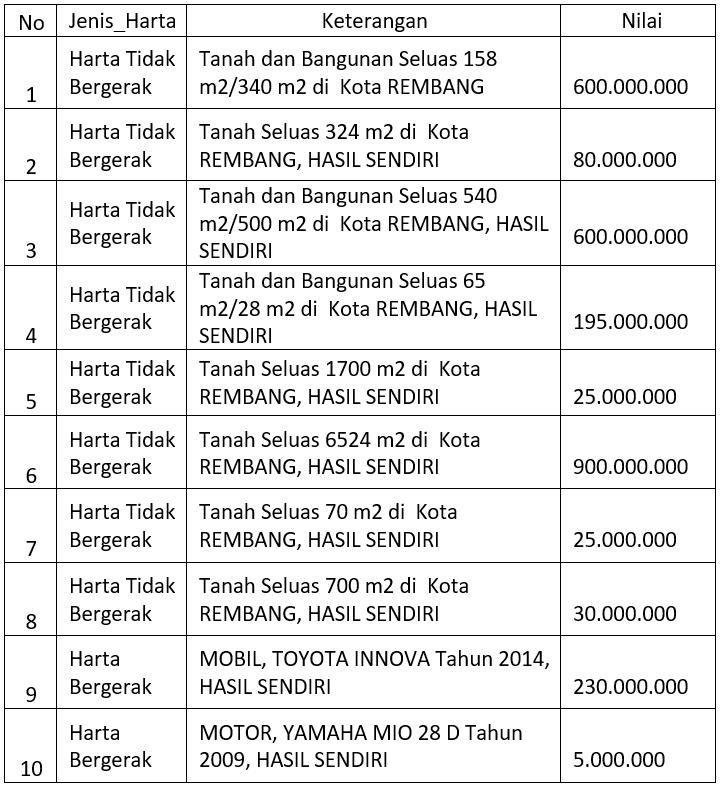 No Jenis_Harta Keterangan Nilai
Harta Tidak Tanah dan Bangunan Seluas 158
1 Bergerak m2/340 m2 di  Kota REMBANG 600.000.000
Harta Tidak Tanah Seluas 324 m2 di  Kota
2 Bergerak REMBANG, HASIL SENDIRI 80.000.000
Tanah dan Bangunan Seluas 540
Harta Tidak m2/500 m2 di  Kota REMBANG, HASIL
3 Bergerak SENDIRI 600.000.000
Tanah dan Bangunan Seluas 65
Harta Tidak m2/28 m2 di  Kota REMBANG, HASIL
4 Bergerak SENDIRI 195.000.000
Harta Tidak Tanah Seluas 1700 m2 di  Kota
5 Bergerak REMBANG, HASIL SENDIRI 25.000.000
Harta Tidak Tanah Seluas 6524 m2 di  Kota
6 Bergerak REMBANG, HASIL SENDIRI 900.000.000
Harta Tidak Tanah Seluas 70 m2 di  Kota
7 Bergerak REMBANG, HASIL SENDIRI 25.000.000
Harta Tidak Tanah Seluas 700 m2 di  Kota
8 Bergerak REMBANG, HASIL SENDIRI 30.000.000
Harta MOBIL, TOYOTA INNOVA Tahun 2014,
9 Bergerak HASIL SENDIRI 230.000.000
Harta MOTOR, YAMAHA MIO 28 D Tahun
10 Bergerak 2009, HASIL SENDIRI 5.000.000